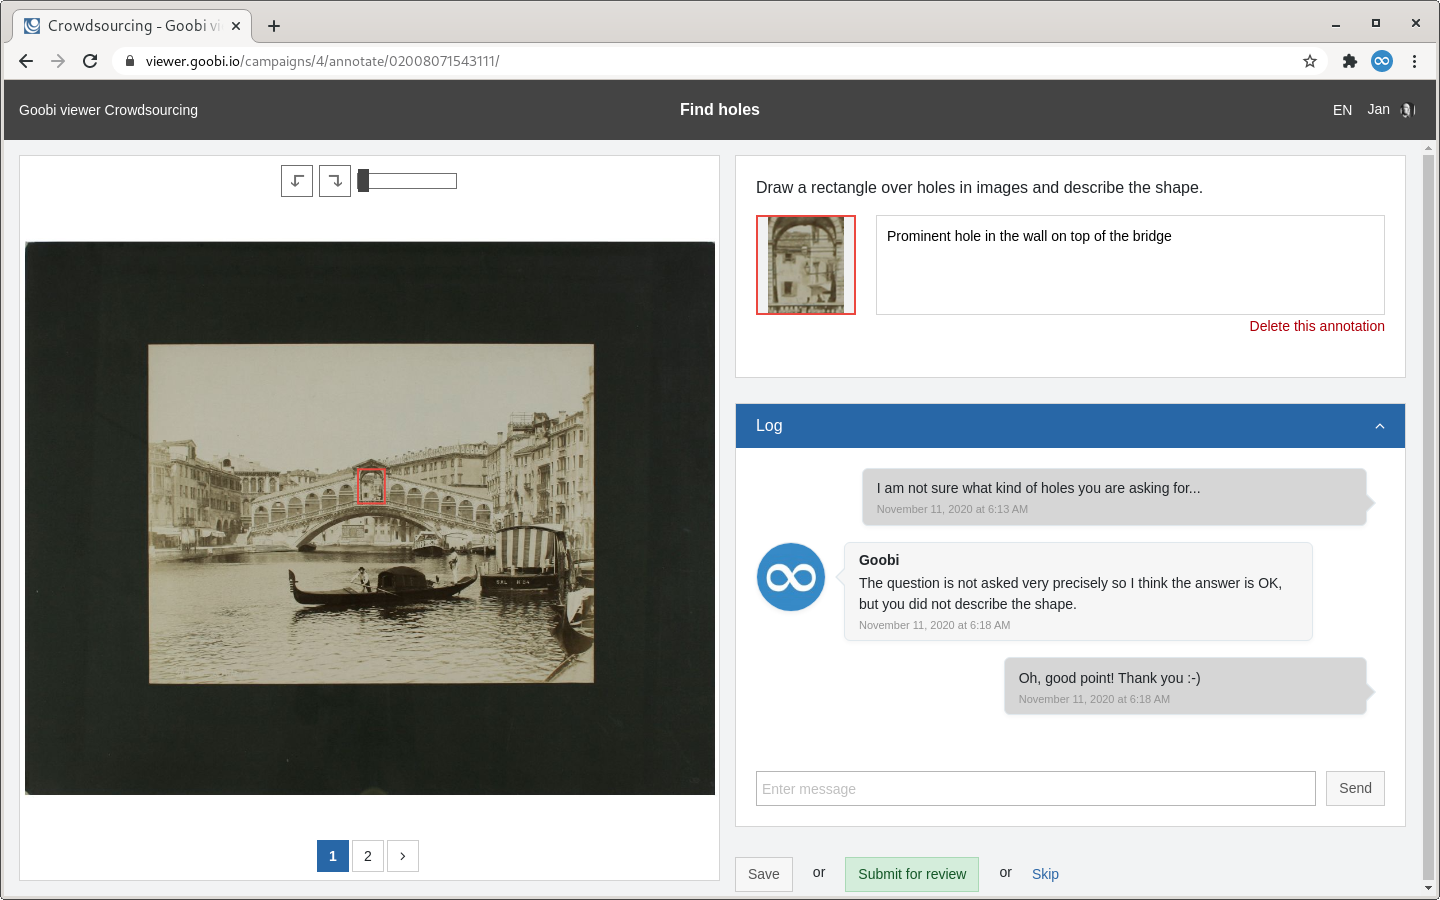 Crowdsourcing - Goobi vi
viewer.goobi.io/campaigns/4/annotate/02008071543111/
Goobi viewer Crowdsourcing
Find holes
EN Jan
Draw a rectangle over holes in images and describe the shape.
Prominent hole in the wall on top of the bridge
Delete this annotation
Log
I am not sure what kind of holes you are asking for...
November 11, 2020 at 6:13 AM
Goobi
The question is not asked very precisely so I think the answer is OK,
but you did not describe the shape.
November 11, 2020 at 6:18 AM
Oh, good point! Thank you :-)
November 11, 2020 at 6:18 AM
Enter message
Send
1 2
Save or Submit for review or Skip